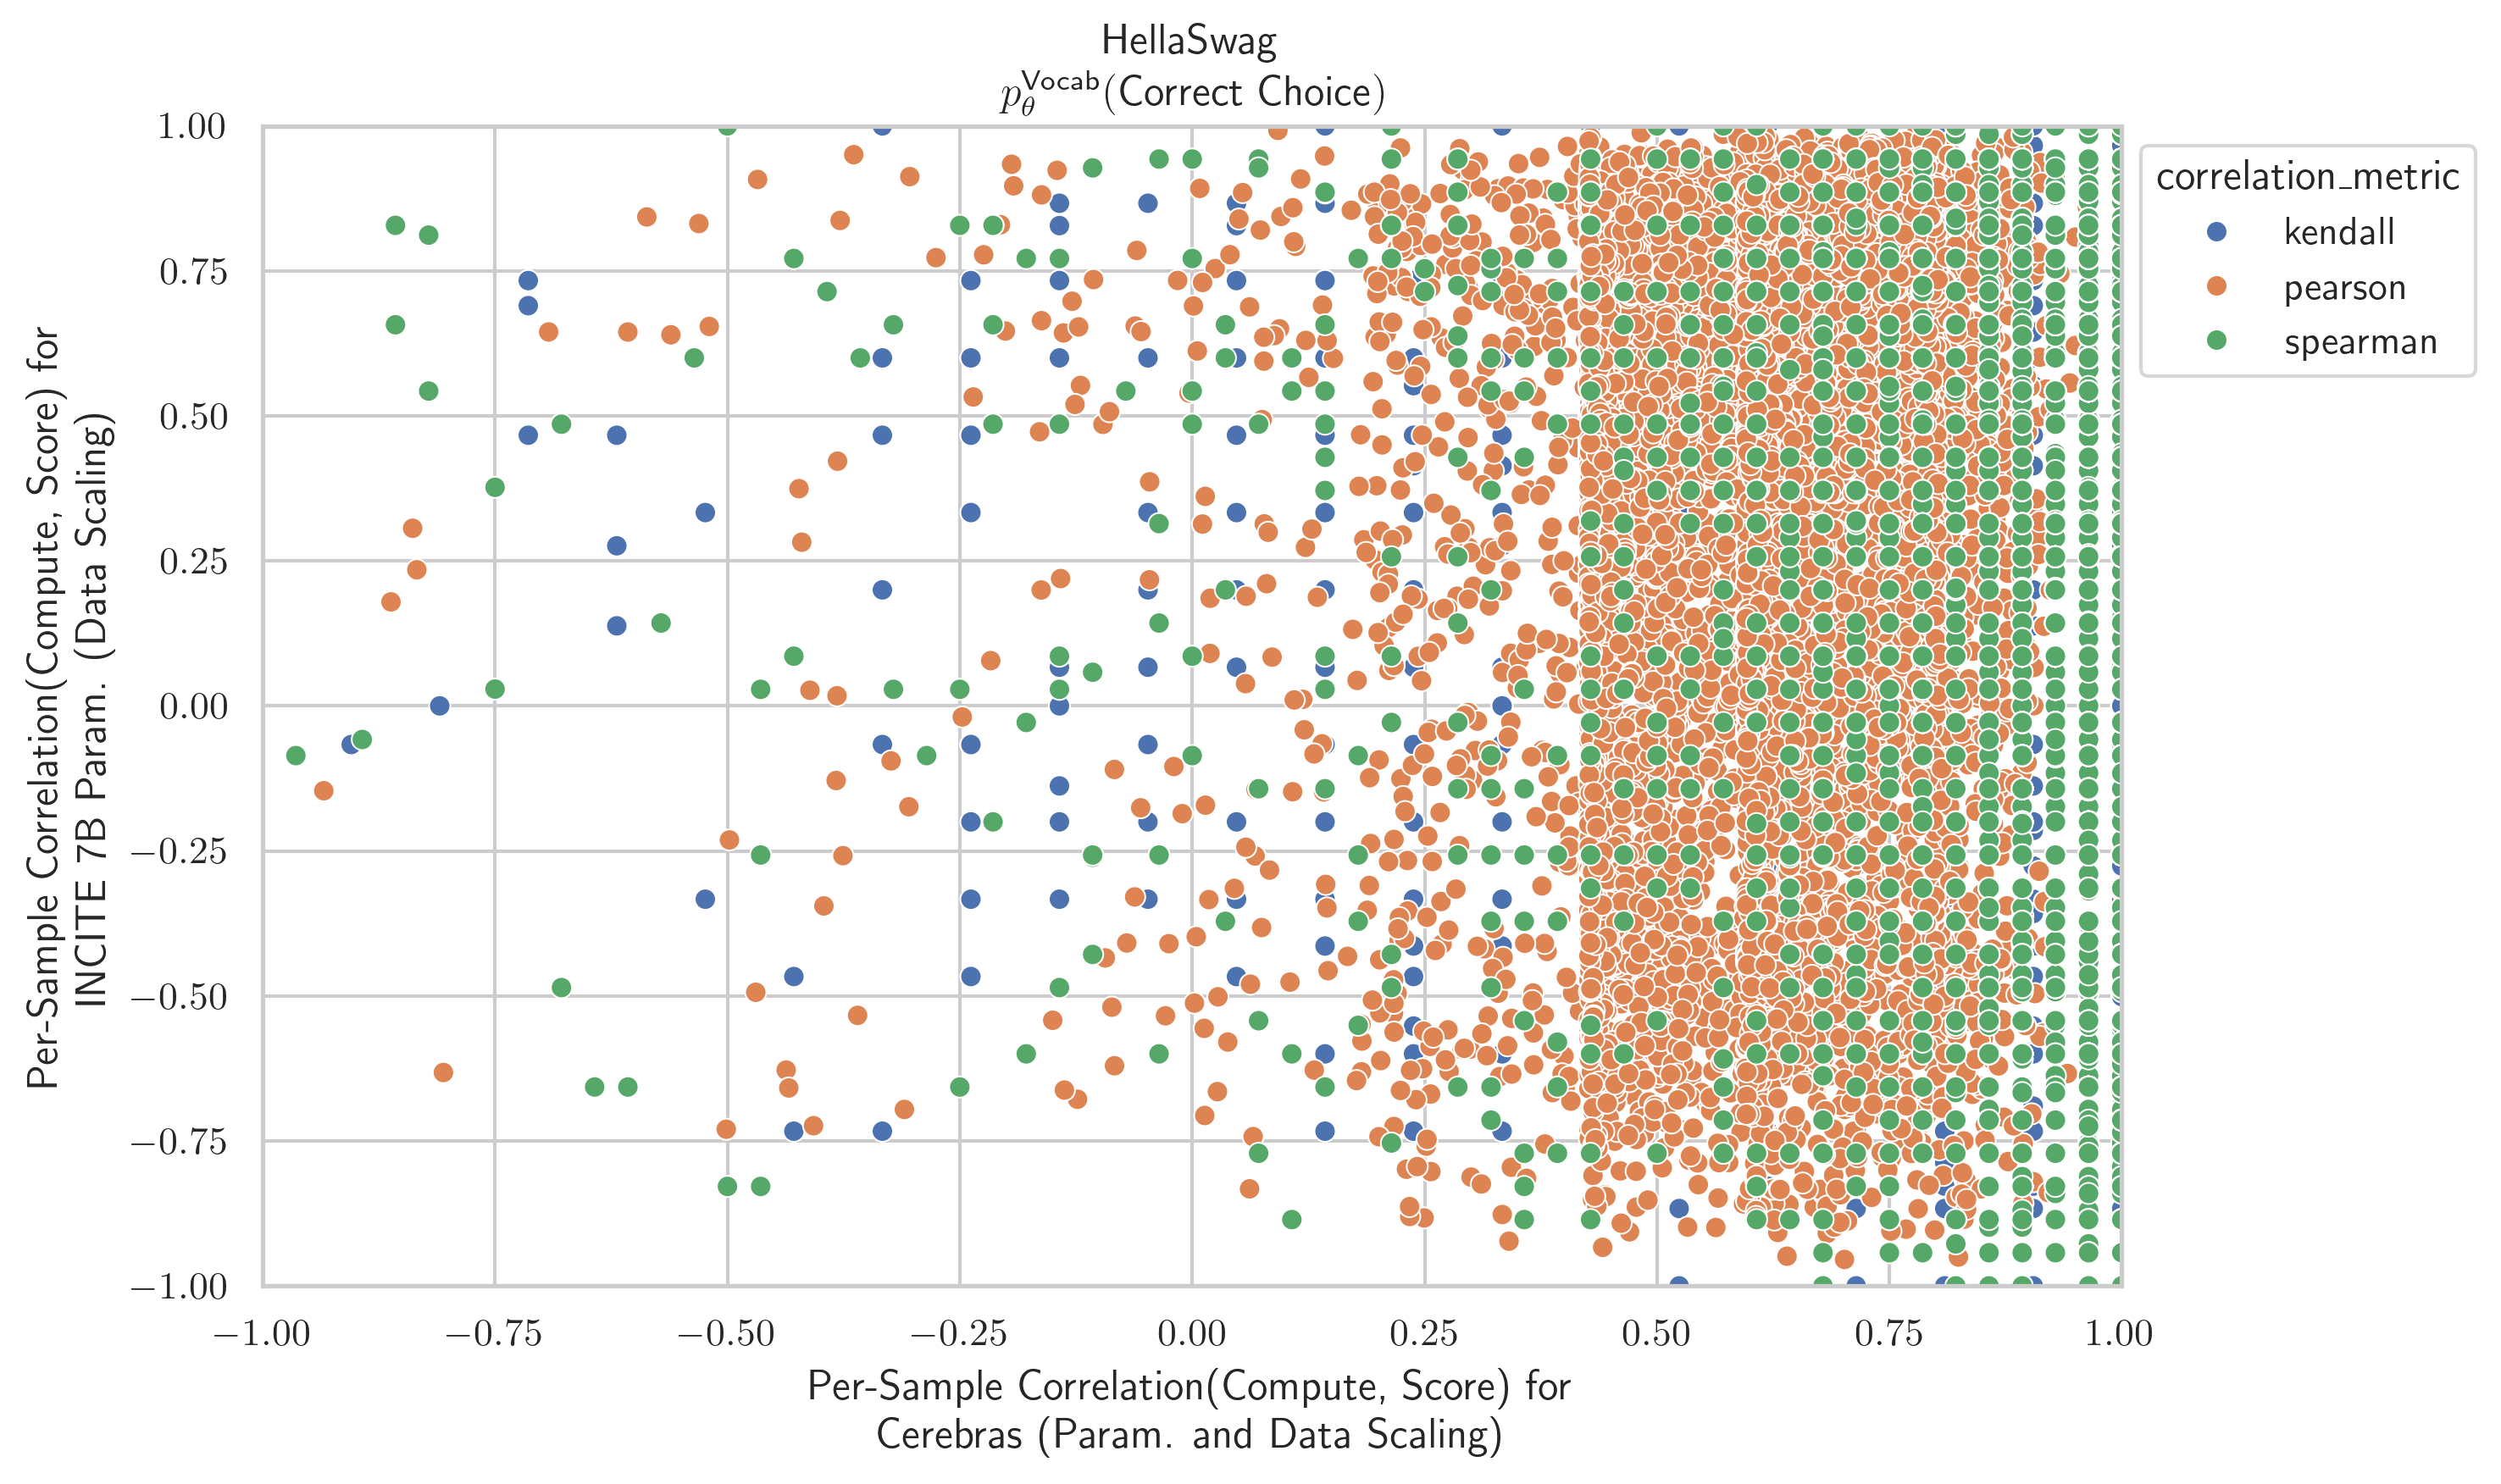 HellaSwag
p_θ^Vocab(Correct Choice)
Per-Sample Correlation(Compute, Score) for
INCITE 7B Param. (Data Scaling)
1.00
0.75
0.50
0.25
0.00
−0.25
−0.50
−0.75
−1.00
−1.00 −0.75 −0.50 −0.25 0.00 0.25 0.50 0.75 1.00
Per-Sample Correlation(Compute, Score) for
Cerebras (Param. and Data Scaling)
correlation_metric
kendall
pearson
spearman